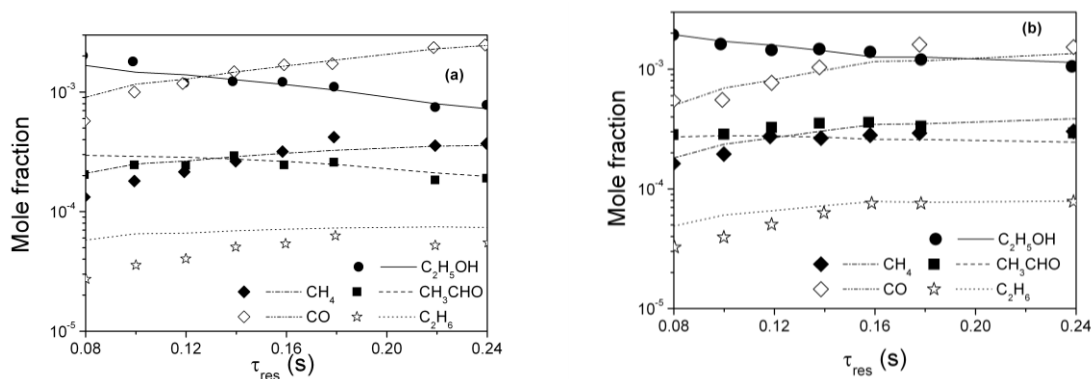 (a)
Mole fraction
10⁻³
10⁻⁴
10⁻⁵
C₂H₅OH
CH₄
CH₃CHO
CO
C₂H₆
0.08 0.12 0.16 0.20 0.24
τres (s)
(b)
Mole fraction
10⁻³
10⁻⁴
10⁻⁵
C₂H₅OH
CH₄
CH₃CHO
CO
C₂H₆
0.08 0.12 0.16 0.20 0.24
τres (s)